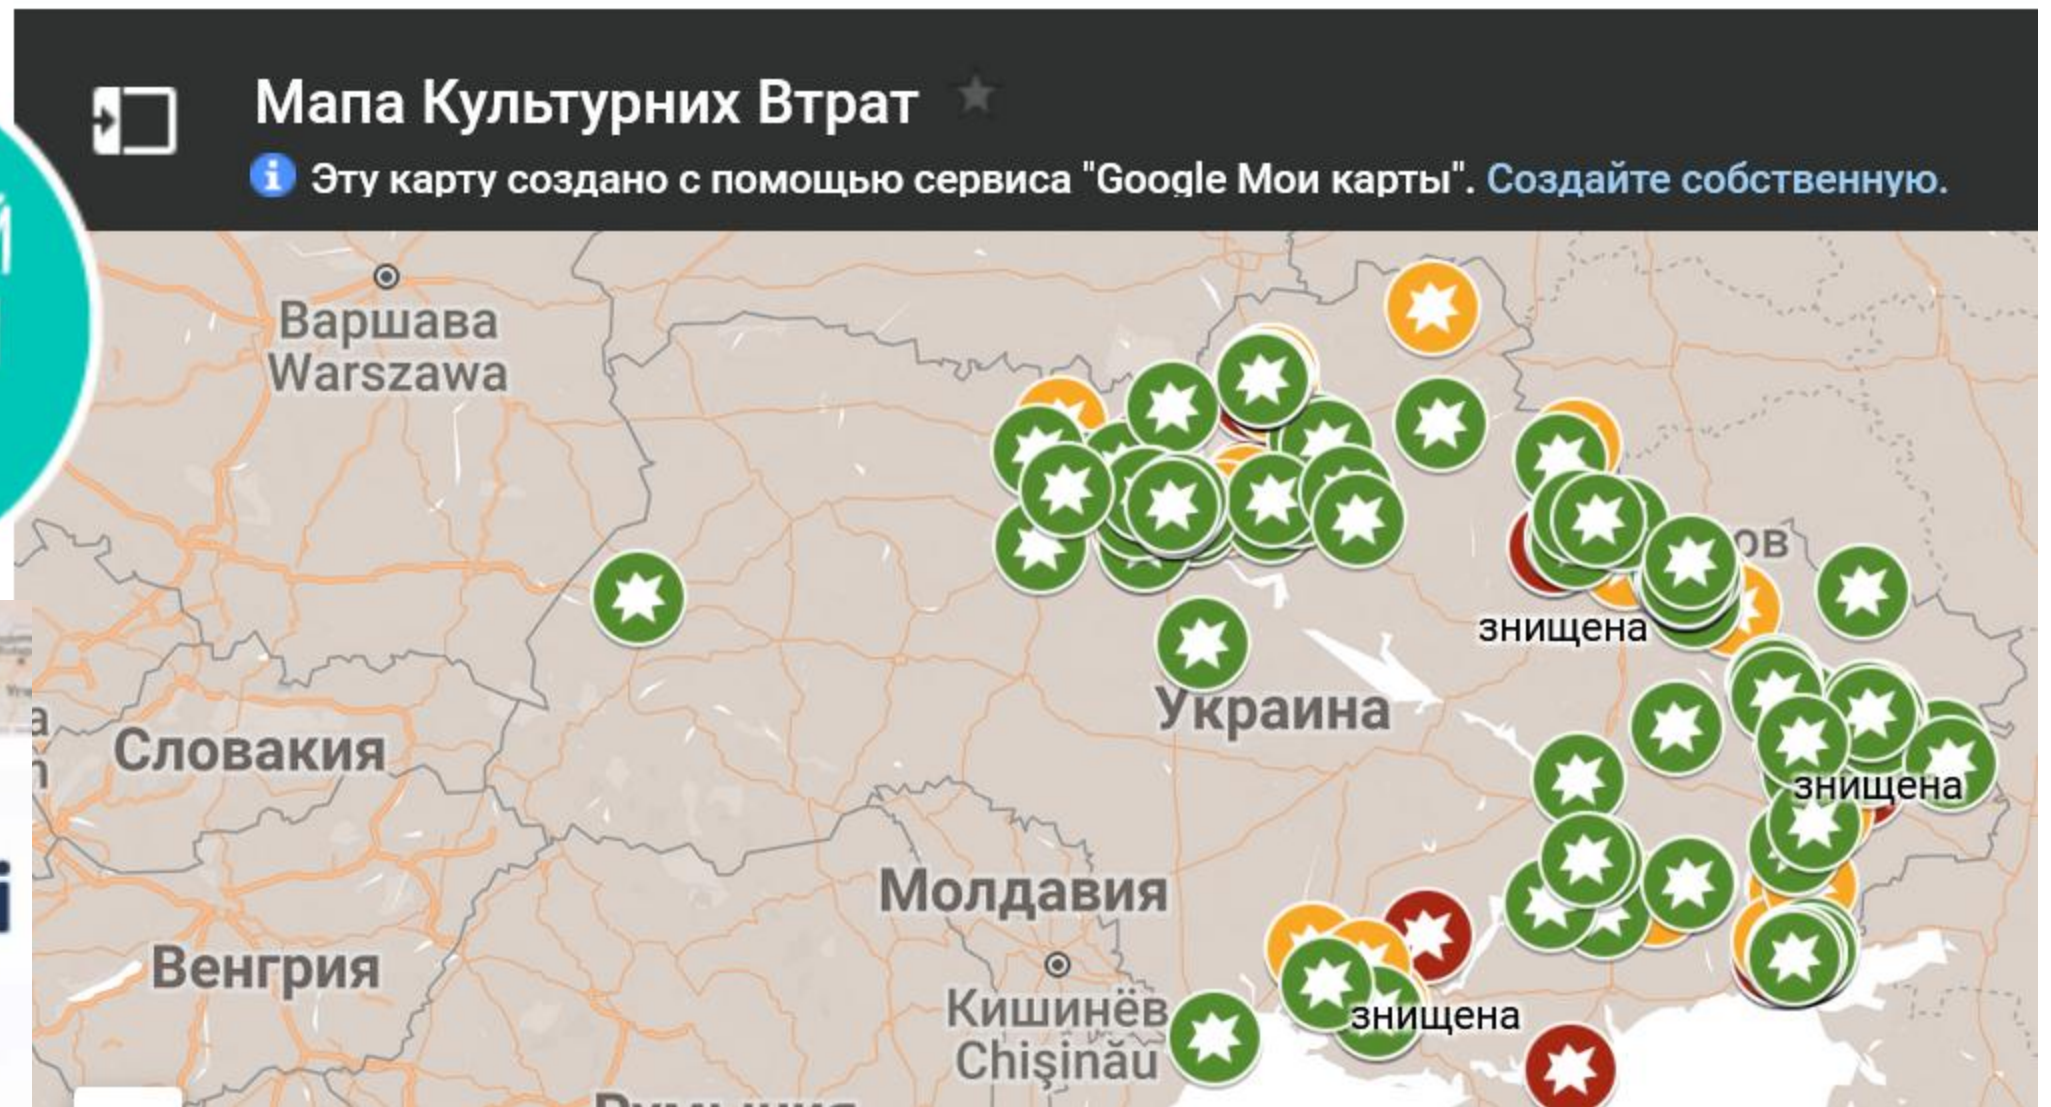 Мапа Культурних Втрат
Эту карту создано с помощью сервиса "Google Мои карты". Создайте собственную.
Варшава
Warszawa
ов
знищена
Украина
Словакия
знищена
Молдавия
Венгрия
Кишинёв
Chişinău
знищена